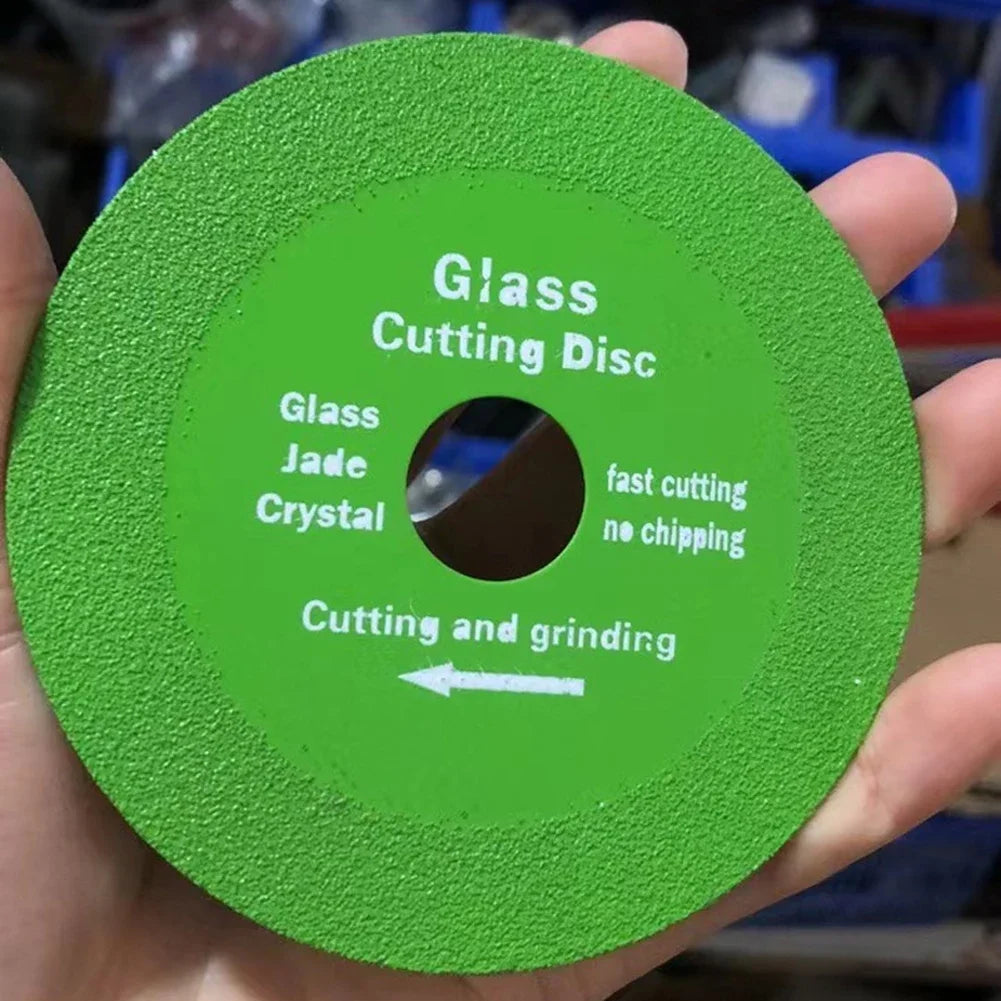 Glass
Cutting Disc
Glass
Jade
Crystal
fast cutting
no chipping
Cutting and grinding